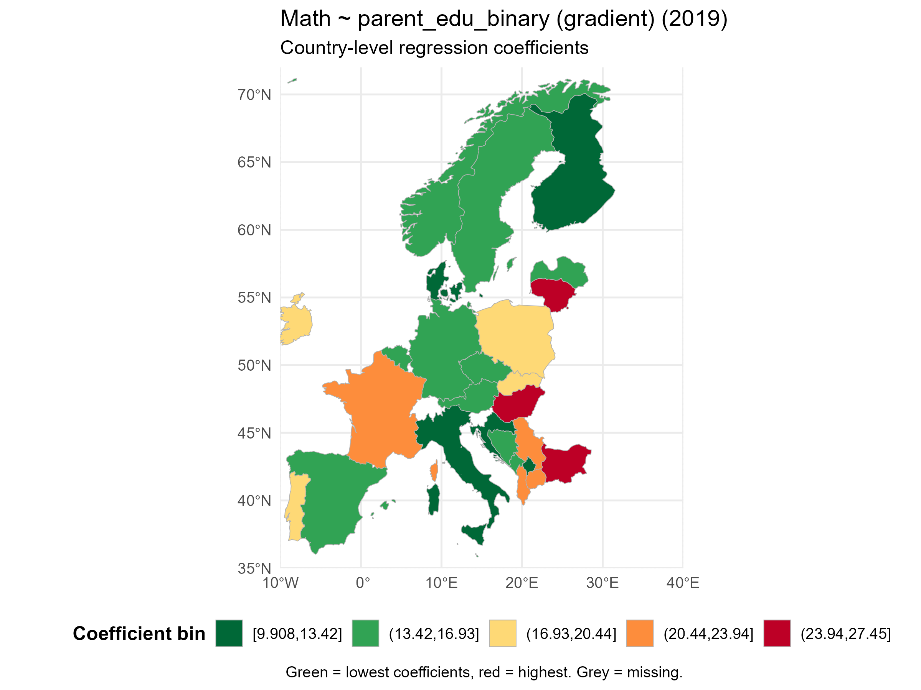 Math ~ parent_edu_binary (gradient) (2019)
Country-level regression coefficients
70°N
65°N
60°N
55°N
50°N
45°N
40°N
35°N
10°W 0° 10°E 20°E 30°E 40°E
Coefficient bin [9.908,13.42] (13.42,16.93] (16.93,20.44] (20.44,23.94] (23.94,27.45]
Green = lowest coefficients, red = highest. Grey = missing.